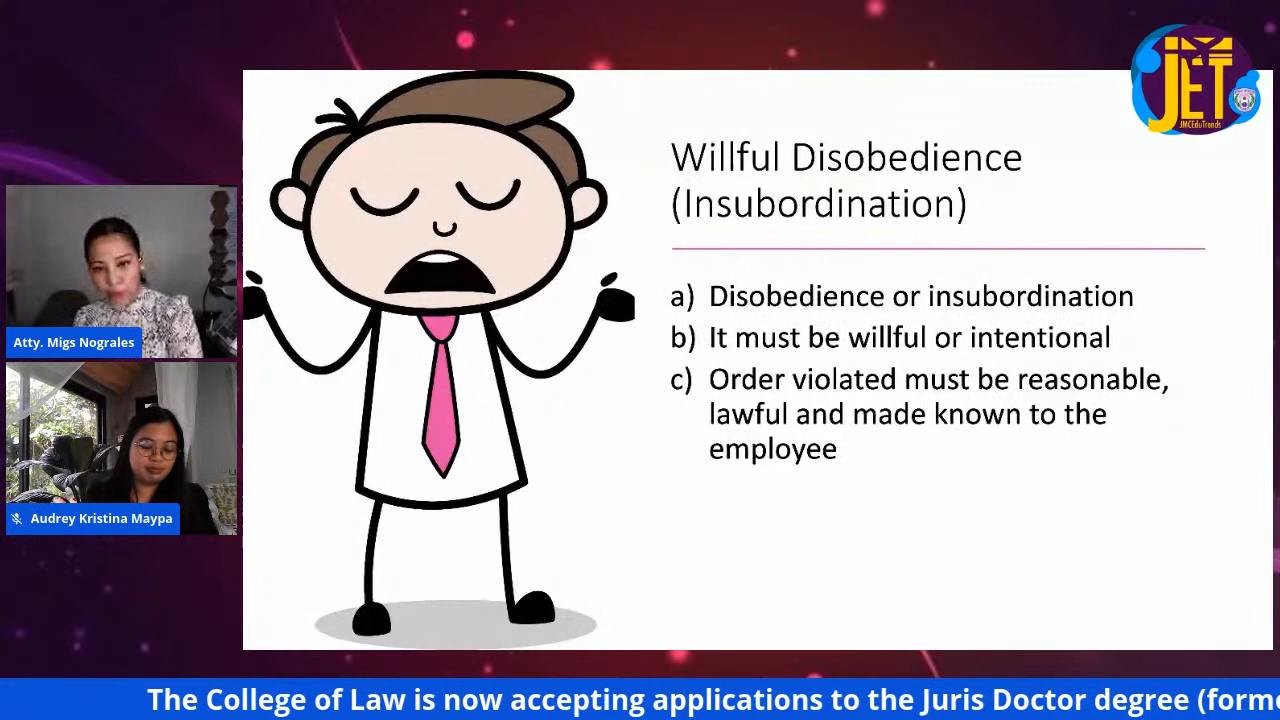 JMJ
JET
JMCEduTrends
Willful Disobedience
(Insubordination)
a) Disobedience or insubordination
b) It must be willful or intentional
c) Order violated must be reasonable,
lawful and made known to the
employee
Atty. Migs Nograles
Audrey Kristina Maypa
The College of Law is now accepting applications to the Juris Doctor degree (forme